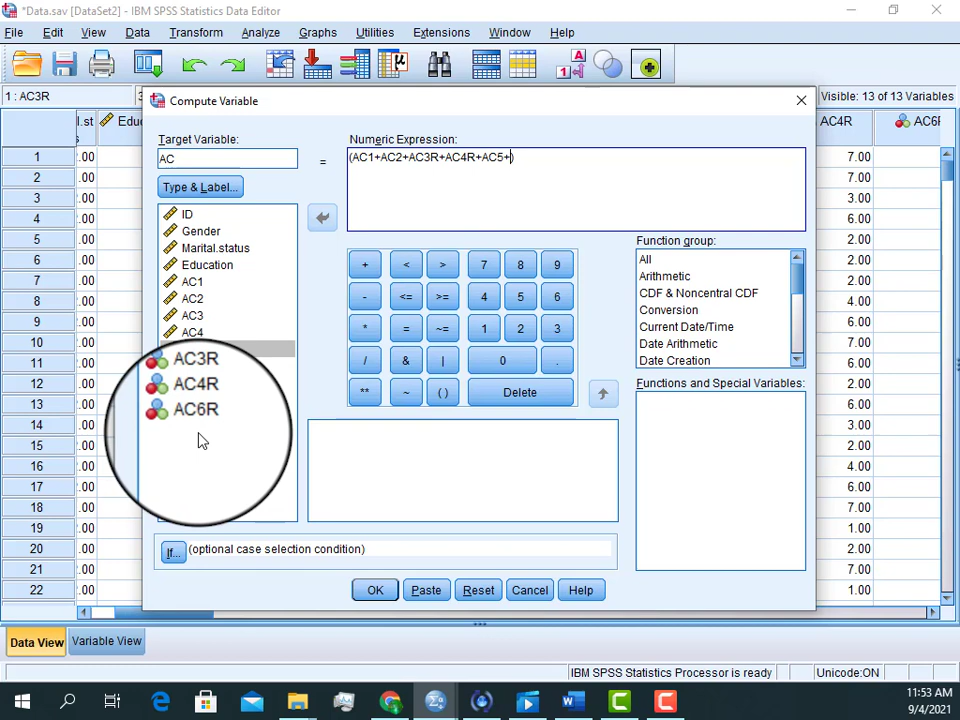 *Data.sav [DataSet2] - IBM SPSS Statistics Data Editor
File Edit View Data Transform Analyze Graphs Utilities Extensions Window Help
1 : AC3R
Visible: 13 of 13 Variables
AC4R
Compute Variable
Target Variable:
Numeric Expression:
AC
=
(AC1+AC2+AC3R+AC4R+AC5+)
Type & Label...
ID
Gender
Marital.status
Education
AC1
AC2
AC3
AC4
AC3R
AC4R
AC6R
+ < > 7 8 9
- <= >= 4 5 6
* = ~= 1 2 3
/ & | 0 .
** ~ ( ) Delete
Function group:
All
Arithmetic
CDF & Noncentral CDF
Conversion
Current Date/Time
Date Arithmetic
Date Creation
Functions and Special Variables:
If... (optional case selection condition)
OK Paste Reset Cancel Help
1 7.00
2 7.00
3 6.00
4 6.00
5 2.00
6 2.00
7 4.00
8 6.00
9 2.00
10 2.00
11 6.00
12 4.00
13 6.00
14 3.00
15 2.00
16 4.00
17 6.00
18 7.00
19 1.00
20 2.00
21 7.00
22 1.00
Data View Variable View
IBM SPSS Statistics Processor is ready Unicode:ON
11:53 AM
9/4/2021